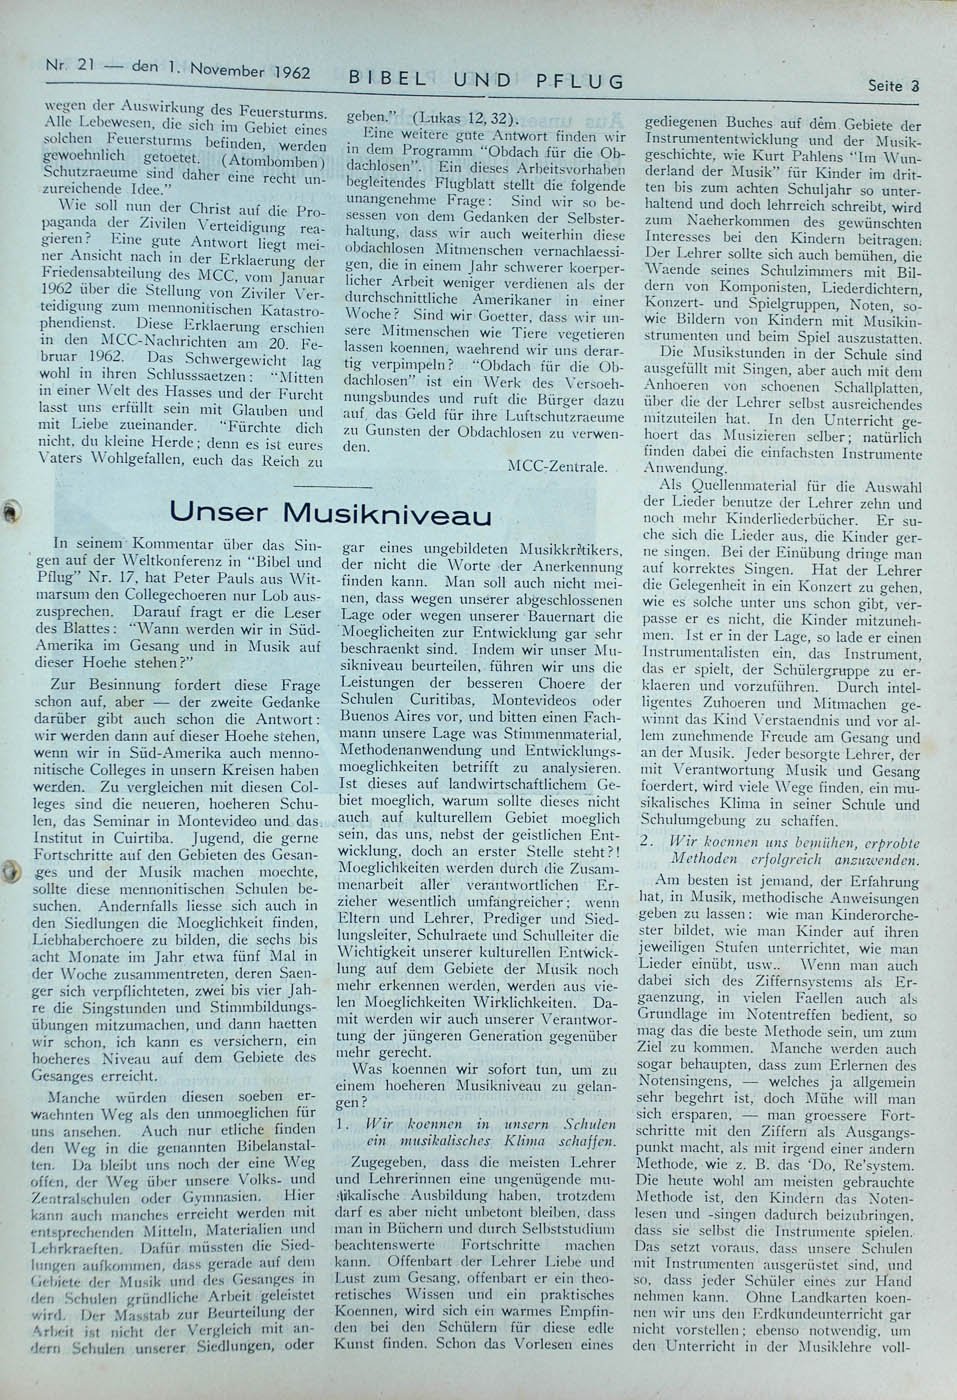 Nr. 21 — den 1. November 1962
BIBEL UND PFLUG
Seite 3
wegen der Auswirkung des Feuersturms.
Alle Lebewesen, die sich im Gebiet eines
solchen Feuersturms befinden, werden
gewoehnlich getoetet. (Atombomben)
Schutzraeume sind daher eine recht un-
zureichende Idee."
Wie soll nun der Christ auf die Pro-
paganda der Zivilen Verteidigung rea-
gieren? Eine gute Antwort liegt mei-
ner Ansicht nach in der Erklaerung der
Friedensabteilung des MCC, vom Januar
1962 über die Stellung von Ziviler Ver-
teidigung zum mennonitischen Katastro-
phendienst. Diese Erklaerung erschien
in den MCC-Nachrichten am 20. Fe-
bruar 1962. Das Schwergewicht lag
wohl in ihren Schlusssaetzen: "Mitten
in einer Welt des Hasses und der Furcht
lasst uns erfüllt sein mit Glauben und
mit Liebe zueinander. "Fürchte dich
nicht, du kleine Herde; denn es ist eures
Vaters Wohlgefallen, euch das Reich zu
geben." (Lukas 12, 32).
Eine weitere gute Antwort finden wir
in dem Programm "Obdach für die Ob-
dachlosen". Ein dieses Arbeitsvorhaben
begleitendes Flugblatt stellt die folgende
unangenehme Frage: Sind wir so be-
sessen von dem Gedanken der Selbster-
haltung, dass wir auch weiterhin diese
obdachlosen Mitmenschen vernachlaessi-
gen, die in einem Jahr schwerer koerper-
licher Arbeit weniger verdienen als der
durchschnittliche Amerikaner in einer
Woche? Sind wir Goetter, dass wir un-
sere Mitmenschen wie Tiere vegetieren
lassen koennen, waehrend wir uns derar-
tig verpimpeln? "Obdach für die Ob-
dachlosen" ist ein Werk des Versoeh-
nungsbundes und ruft die Bürger dazu
auf, das Geld für ihre Luftschutzraeume
zu Gunsten der Obdachlosen zu verwen-
den.
MCC-Zentrale.
Unser Musikniveau
In seinem Kommentar über das Sin-
gen auf der Weltkonferenz in "Bibel und
Pflug" Nr. 17, hat Peter Pauls aus Wit-
marsum den Collegechoeren nur Lob aus-
zusprechen. Darauf fragt er die Leser
des Blattes: "Wann werden wir in Süd-
Amerika im Gesang und in Musik auf
dieser Hoehe stehen?"
Zur Besinnung fordert diese Frage
schon auf, aber — der zweite Gedanke
darüber gibt auch schon die Antwort:
wir werden dann auf dieser Hoehe stehen,
wenn wir in Süd-Amerika auch menno-
nitische Colleges in unsern Kreisen haben
werden. Zu vergleichen mit diesen Col-
leges sind die neueren, hoeheren Schu-
len, das Seminar in Montevideo und das
Institut in Cuirtiba. Jugend, die gerne
Fortschritte auf den Gebieten des Gesan-
ges und der Musik machen moechte,
sollte diese mennonitischen Schulen be-
suchen. Andernfalls liesse sich auch in
den Siedlungen die Moeglichkeit finden,
Liebhaberchoere zu bilden, die sechs bis
acht Monate im Jahr etwa fünf Mal in
der Woche zusammentreten, deren Saen-
ger sich verpflichteten, zwei bis vier Jah-
re die Singstunden und Stimmbildungs-
übungen mitzumachen, und dann haetten
wir schon, ich kann es versichern, ein
hoeheres Niveau auf dem Gebiete des
Gesanges erreicht.
Manche würden diesen soeben er-
waehnten Weg als den unmoeglichen für
uns ansehen. Auch nur etliche finden
den Weg in die genannten Bibelanstal-
ten. Da bleibt uns noch der eine Weg
offen, der Weg über unsere Volks- und
Zentralschulen oder Gymnasien. Hier
kann auch manches erreicht werden mit
entsprechenden Mitteln, Materialien und
Lehrkraeften. Dafür müssten die Sied-
lungen aufkommen, dass gerade auf dem
Gebiete der Musik und des Gesanges in
den Schulen gründliche Arbeit geleistet
wird. Der Masstab zur Beurteilung der
Arbeit ist nicht der Vergleich mit an-
dern Schulen unserer Siedlungen, oder
gar eines ungebildeten Musikkritikers,
der nicht die Worte der Anerkennung
finden kann. Man soll auch nicht mei-
nen, dass wegen unserer abgeschlossenen
Lage oder wegen unserer Bauernart die
Moeglicheiten zur Entwicklung gar sehr
beschraenkt sind. Indem wir unser Mu-
sikniveau beurteilen, führen wir uns die
Leistungen der besseren Choere der
Schulen Curitibas, Montevideos oder
Buenos Aires vor, und bitten einen Fach-
mann unsere Lage was Stimmenmaterial,
Methodenanwendung und Entwicklungs-
moeglichkeiten betrifft zu analysieren.
Ist dieses auf landwirtschaftlichem Ge-
biet moeglich, warum sollte dieses nicht
auch auf kulturellem Gebiet moeglich
sein, das uns, nebst der geistlichen Ent-
wicklung, doch an erster Stelle steht?!
Moeglichkeiten werden durch die Zusam-
menarbeit aller verantwortlichen Er-
zieher wesentlich umfangreicher; wenn
Eltern und Lehrer, Prediger und Sied-
lungsleiter, Schulraete und Schulleiter die
Wichtigkeit unserer kulturellen Entwick-
lung auf dem Gebiete der Musik noch
mehr erkennen werden, werden aus vie-
len Moeglichkeiten Wirklichkeiten. Da-
mit werden wir auch unserer Verantwor-
tung der jüngeren Generation gegenüber
mehr gerecht.
Was koennen wir sofort tun, um zu
einem hoeheren Musikniveau zu gelan-
gen?
1. Wir koennen in unsern Schulen
ein musikalisches Klima schaffen.
Zugegeben, dass die meisten Lehrer
und Lehrerinnen eine ungenügende mu-
sikalische Ausbildung haben, trotzdem
darf es aber nicht unbetont bleiben, dass
man in Büchern und durch Selbststudium
beachtenswerte Fortschritte machen
kann. Offenbart der Lehrer Liebe und
Lust zum Gesang, offenbart er ein theo-
retisches Wissen und ein praktisches
Koennen, wird sich ein warmes Empfin-
den bei den Schülern für diese edle
Kunst finden. Schon das Vorlesen eines
gediegenen Buches auf dem Gebiete der
Instrumententwicklung und der Musik-
geschichte, wie Kurt Pahlens "Im Wun-
derland der Musik" für Kinder im drit-
ten bis zum achten Schuljahr so unter-
haltend und doch lehrreich schreibt, wird
zum Naeherkommen des gewünschten
Interesses bei den Kindern beitragen.
Der Lehrer sollte sich auch bemühen, die
Waende seines Schulzimmers mit Bil-
dern von Komponisten, Liederdichtern,
Konzert- und Spielgruppen, Noten, so-
wie Bildern von Kindern mit Musikin-
strumenten und beim Spiel auszustatten.
Die Musikstunden in der Schule sind
ausgefüllt mit Singen, aber auch mit dem
Anhoeren von schoenen Schallplatten,
über die der Lehrer selbst ausreichendes
mitzuteilen hat. In den Unterricht ge-
hoert das Musizieren selber; natürlich
finden dabei die einfachsten Instrumente
Anwendung.
Als Quellenmaterial für die Auswahl
der Lieder benutze der Lehrer zehn und
noch mehr Kinderliederbücher. Er su-
che sich die Lieder aus, die Kinder ger-
ne singen. Bei der Einübung dringe man
auf korrektes Singen. Hat der Lehrer
die Gelegenheit in ein Konzert zu gehen,
wie es solche unter uns schon gibt, ver-
passe er es nicht, die Kinder mitzuneh-
men. Ist er in der Lage, so lade er einen
Instrumentalisten ein, das Instrument,
das er spielt, der Schülergruppe zu er-
klaeren und vorzuführen. Durch intel-
ligentes Zuhoeren und Mitmachen ge-
winnt das Kind Verstaendnis und vor al-
lem zunehmende Freude am Gesang und
an der Musik. Jeder besorgte Lehrer, der
mit Verantwortung Musik und Gesang
foerdert, wird viele Wege finden, ein mu-
sikalisches Klima in seiner Schule und
Schulumgebung zu schaffen.
2. Wir koennen uns bemühen, erprobte
Methoden erfolgreich anzuwenden.
Am besten ist jemand, der Erfahrung
hat, in Musik, methodische Anweisungen
geben zu lassen: wie man Kinderorche-
ster bildet, wie man Kinder auf ihren
jeweiligen Stufen unterrichtet, wie man
Lieder einübt, usw.. Wenn man auch
dabei sich des Ziffernsystems als Er-
gaenzung, in vielen Faellen auch als
Grundlage im Notentreffen bedient, so
mag das die beste Methode sein, um zum
Ziel zu kommen. Manche werden auch
sogar behaupten, dass zum Erlernen des
Notensingens, — welches ja allgemein
sehr begehrt ist, doch Mühe will man
sich ersparen, — man groessere Fort-
schritte mit den Ziffern als Ausgangs-
punkt macht, als mit irgend einer andern
Methode, wie z. B. das 'Do, Re'system.
Die heute wohl am meisten gebrauchte
Methode ist, den Kindern das Noten-
lesen und -singen dadurch beizubringen,
dass sie selbst die Instrumente spielen.
Das setzt voraus, dass unsere Schulen
mit Instrumenten ausgerüstet sind, und
so, dass jeder Schüler eines zur Hand
nehmen kann. Ohne Landkarten koen-
nen wir uns den Erdkundeunterricht gar
nicht vorstellen; ebenso notwendig, um
den Unterricht in der Musiklehre voll-